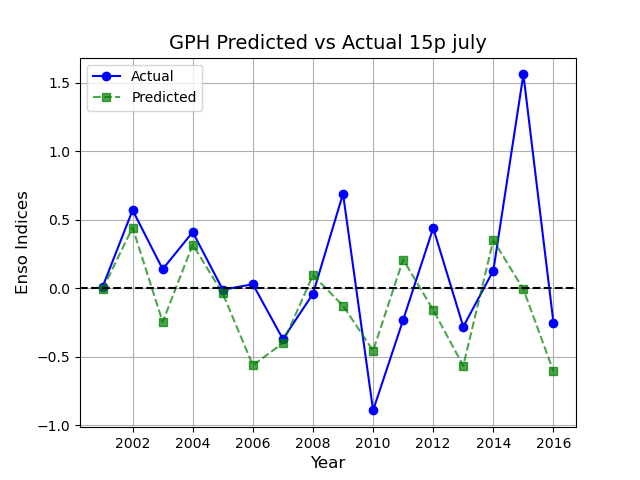 GPH Predicted vs Actual 15p july
Actual
Predicted
1.5
1.0
0.5
0.0
−0.5
−1.0
Enso Indices
2002 2004 2006 2008 2010 2012 2014 2016
Year